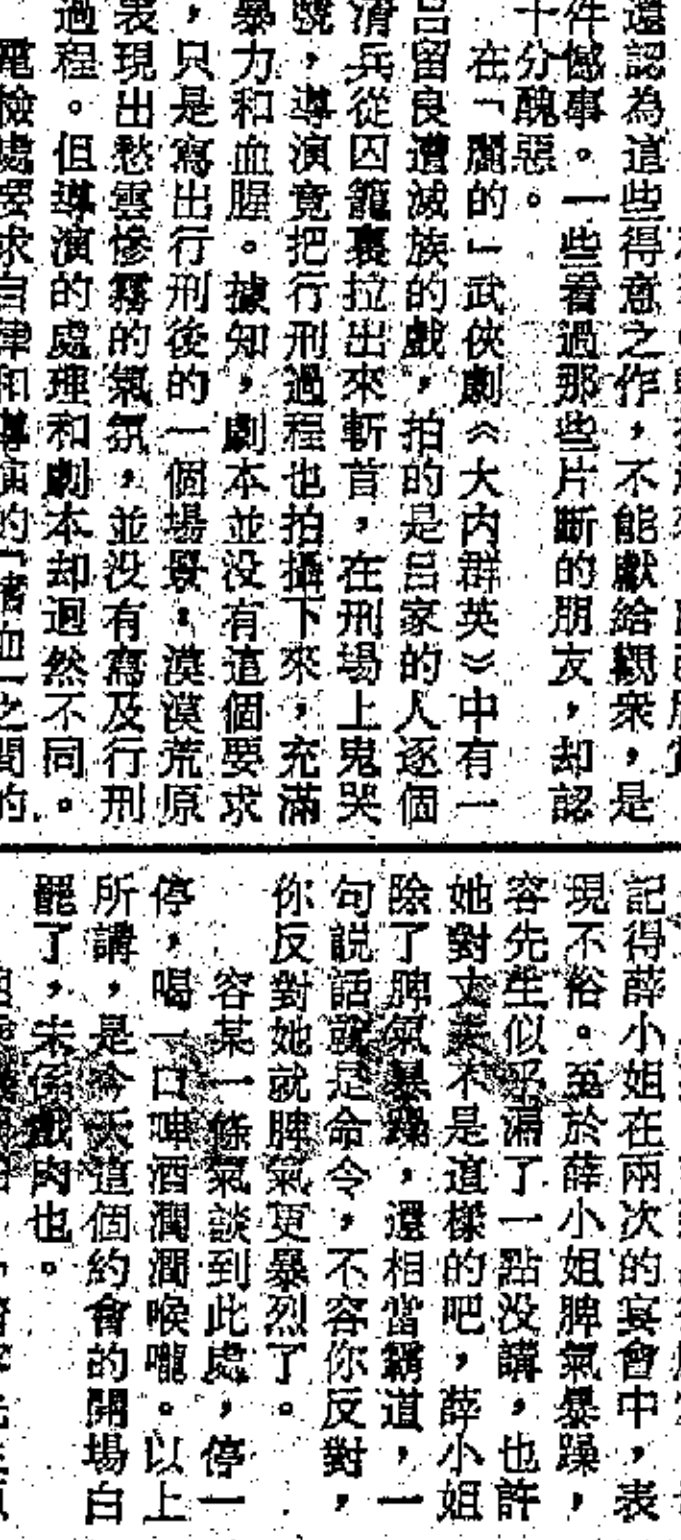 還認為這些得意之作，不能獻給觀衆，是
件憾事。一些看過那些片斷的朋友，却認
十分醜惡。
在「麗的」武俠劇《大内群英》中有一
呂留良遭滅族的戲，拍的是呂家的人逐個
清兵從囚籠裏拉出來斬首，在刑場上鬼哭
號，導演竟把行刑過程也拍攝下來，充滿
暴力和血腥。據知，劇本並没有這個要求
，只是寫出行刑後的一個場景，漠漠荒原
表現出愁雲慘霧的氣氛，並没有寫及行刑
過程。但導演的處理和劇本却迥然不同。
電檢處要求自律和導演的「嗜血」之間的
記得薛小姐在兩次的宴會中，表
現不俗。至於薛小姐脾氣暴躁，
容先生似乎漏了一點没講，也許
她對丈夫不是這樣的吧，薛小姐
除了脾氣暴躁，還相當霸道，一
句說話就是命令，不容你反對，
你反對她就脾氣更暴烈了。
容某一條氣談到此處，停一
停，喝一口啤酒潤潤喉嚨。以上
所講，是今天這個約會的開場白
罷了，未係戲肉也。